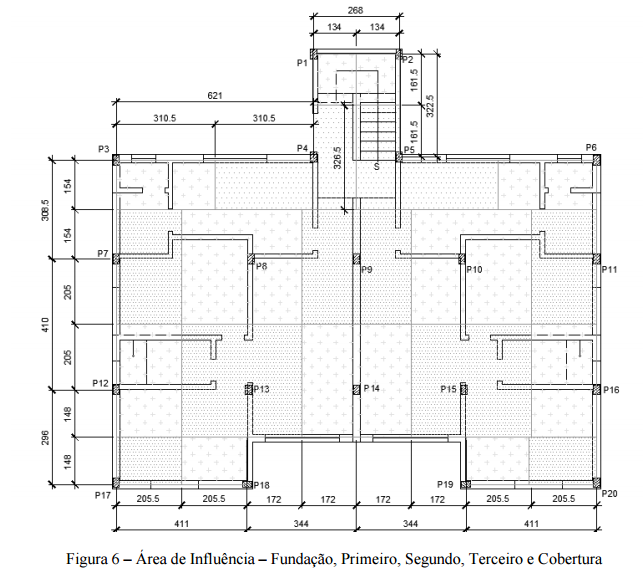 268
134 134
P1 P2
621
310.5 310.5
161.5
322.5
161.5
326.5
P3 P4 P5 P6
S
154
308.5
154
P7 P8 P9 P10 P11
205
410
205
P12 P13 P14 P15 P16
148
296
148
P17 P18 P19 P20
205.5 205.5 172 172 172 172 205.5 205.5
411 344 344 411
Figura 6 – Área de Influência – Fundação, Primeiro, Segundo, Terceiro e Cobertura